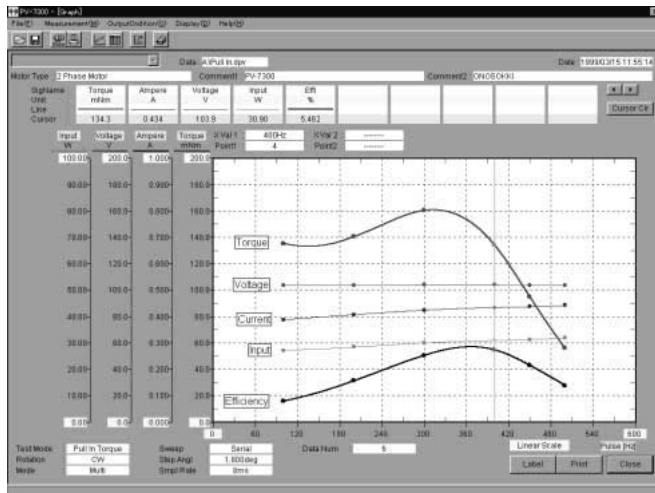 PV-7000 - [Graph]
File(F) Measurement(M) OutputCondition(O) Display(D) Help(H)
Data A:\Pull In.dpv Date 1999/03/15 11:55:14
Motor Type 2 Phase Motor Comment1 PV-7300 Comment2 : ONOSOKKI
SigName Torque Ampere Voltage Input Effi
Unit mNm A V W %
Line
Cursor 134.3 0.434 103.9 30.90 5.462
Cursor Clr
Input Voltage Ampere Torque X Val 1 400Hz X Val 2 -------
W V A mNm Point1 4 Point2 -------
100.00 200.0 1.000 200.0
90.00 180.0 0.900 180.0
80.00 160.0 0.800 160.0
70.00 140.0 0.700 140.0
60.00 120.0 0.600 120.0
50.00 100.0 0.500 100.0
40.00 80.0 0.400 80.0
30.00 60.0 0.300 60.0
20.00 40.0 0.200 40.0
10.00 20.0 0.100 20.0
0.00 0.0 0.000 0.0
Torque
Voltage
Current
Input
Efficiency
0 60 120 180 240 300 360 420 480 540 600
Test Mode Pull In Torque Sweep Serial Data Num 5 Linear Scale Pulse [Hz]
Rotation CW Step Angl 1.800deg
Mode Multi Smpl Rate 0ms
Label Print Close